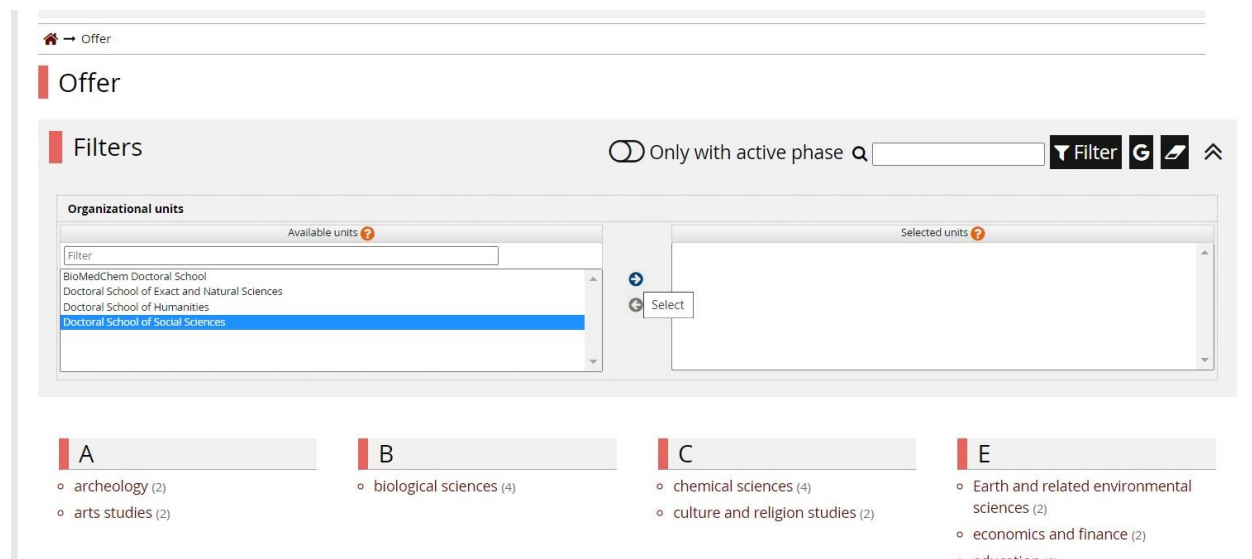 → Offer
Offer
Filters
Only with active phase
Filter
G
Organizational units
Available units ?
Selected units ?
Filter
BioMedChem Doctoral School
Doctoral School of Exact and Natural Sciences
Doctoral School of Humanities
Doctoral School of Social Sciences
Select
A
archeology (2)
arts studies (2)
B
biological sciences (4)
C
chemical sciences (4)
culture and religion studies (2)
E
Earth and related environmental
sciences (2)
economics and finance (2)